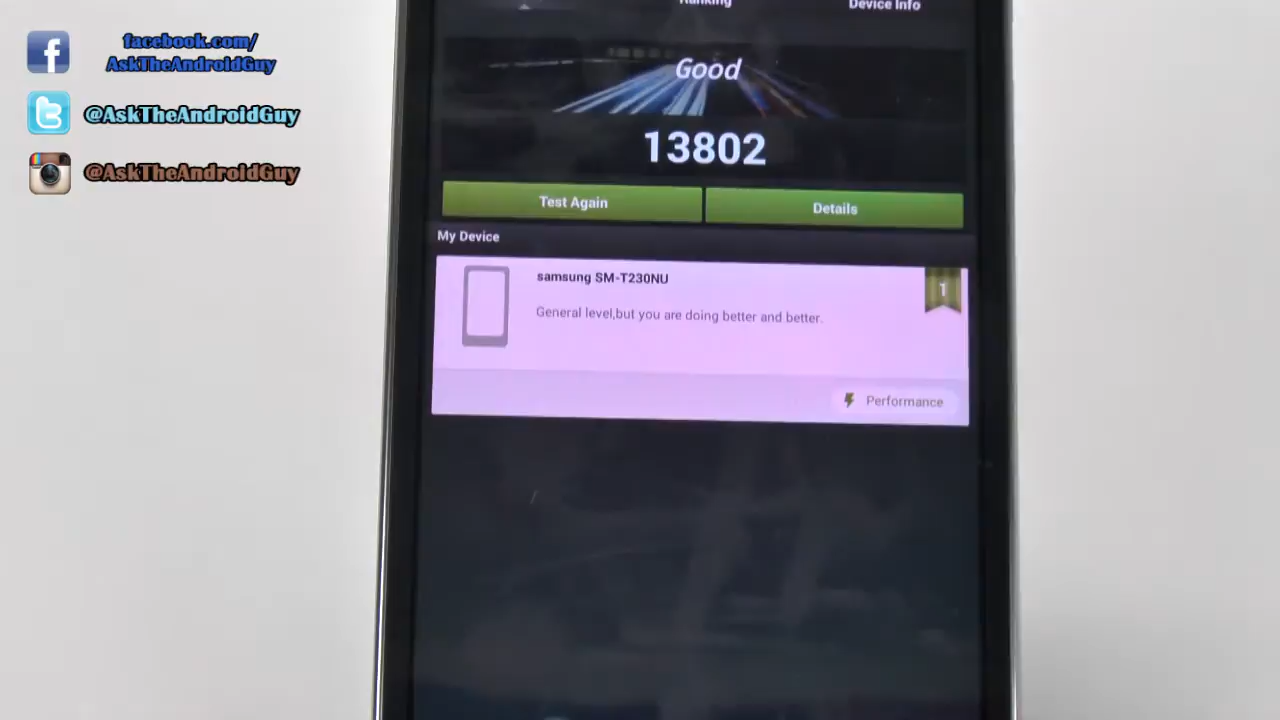 facebook.com/
AskTheAndroidGuy
@AskTheAndroidGuy
@AskTheAndroidGuy
Ranking
Device Info
Good
13802
Test Again
Details
My Device
samsung SM-T230NU
1
General level,but you are doing better and better.
Performance